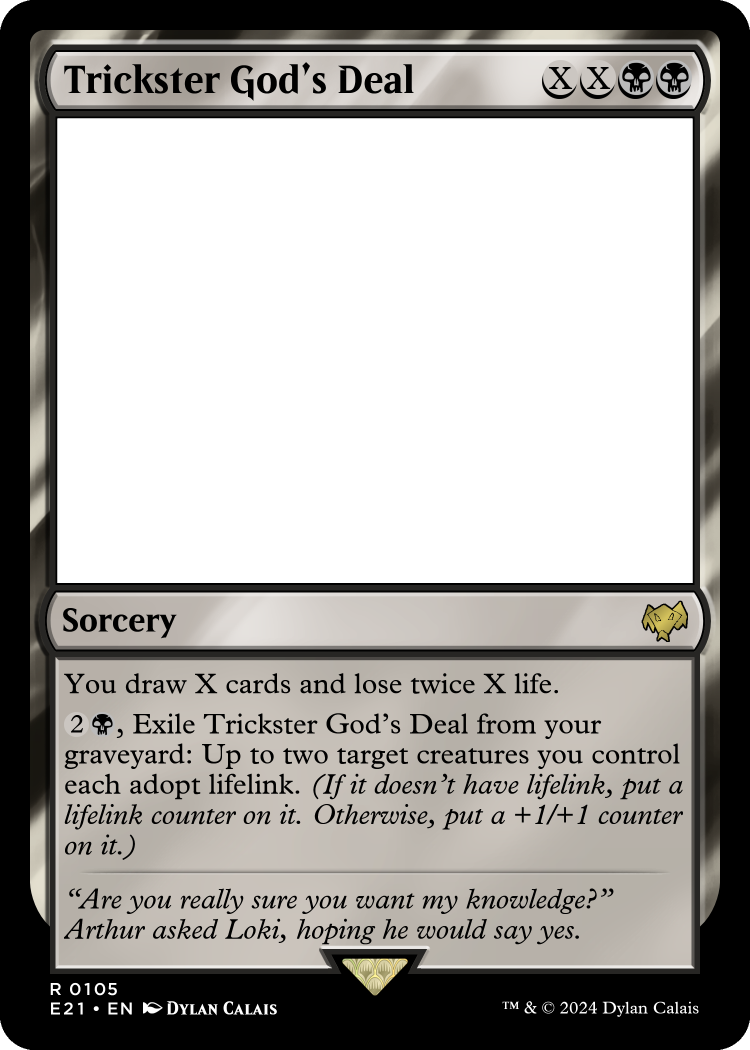 Trickster God's Deal XX
Sorcery
You draw X cards and lose twice X life.
2, Exile Trickster God's Deal from your
graveyard: Up to two target creatures you control
each adopt lifelink. (If it doesn't have lifelink, put a
lifelink counter on it. Otherwise, put a +1/+1 counter
on it.)
“Are you really sure you want my knowledge?”
Arthur asked Loki, hoping he would say yes.
R 0105
E21 • EN DYLAN CALAIS
™ & © 2024 Dylan Calais